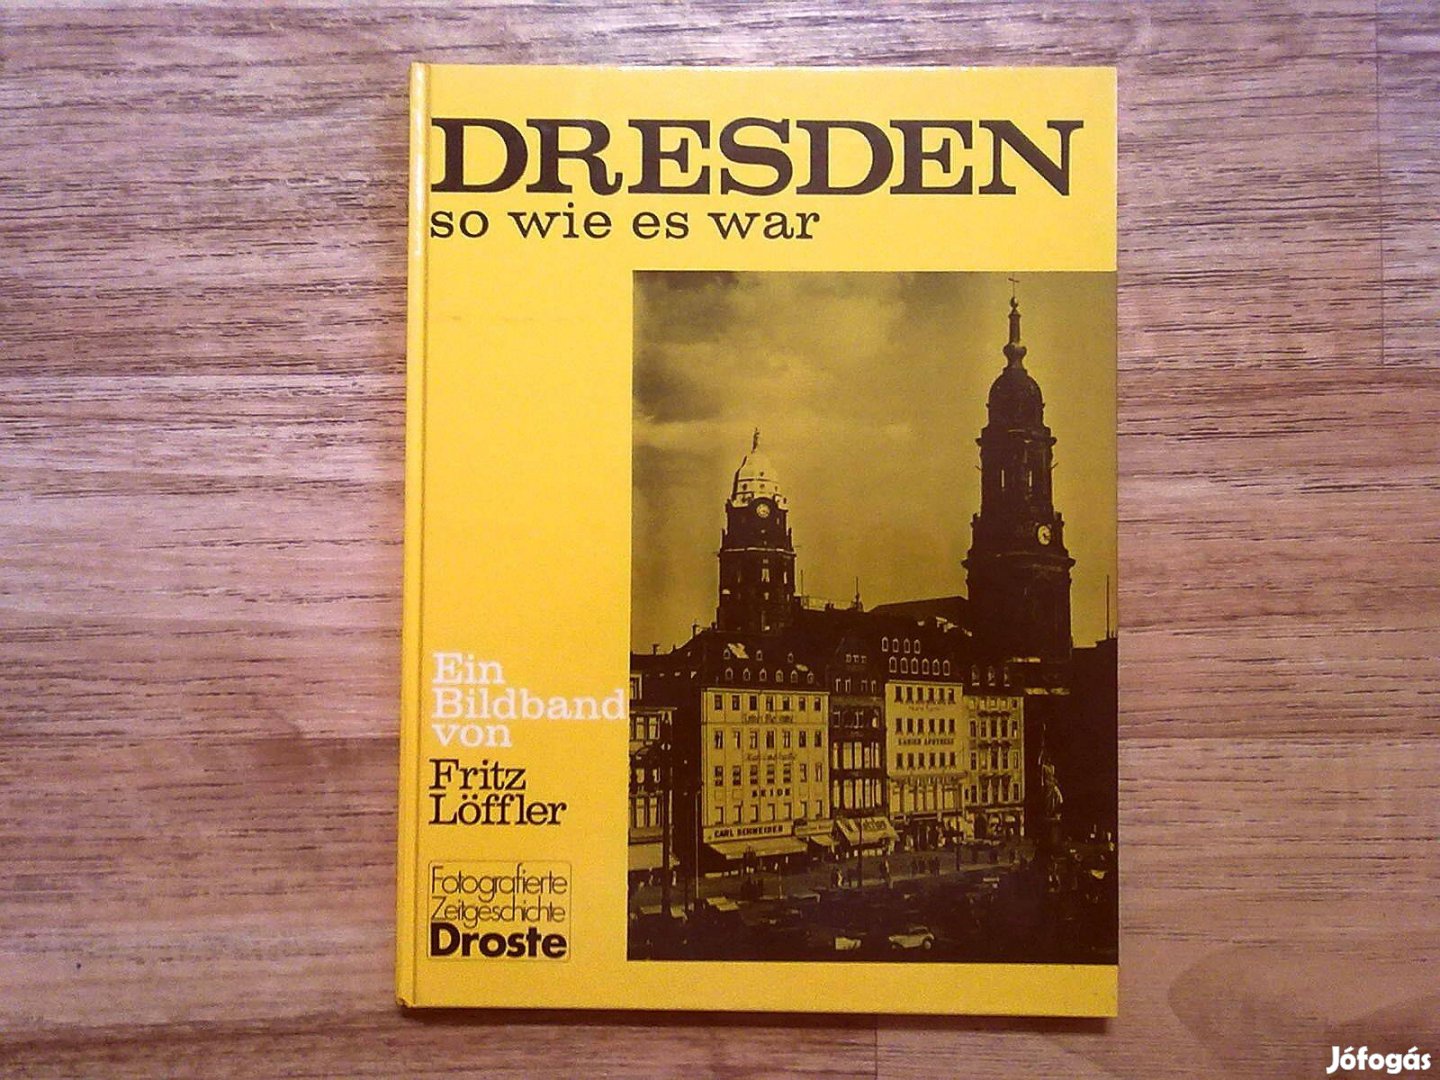 DRESDEN
so wie es war
Ein
Bildband
von
Fritz
Löffler
Fotografierte
Zeitgeschichte
Droste
CARL SCHNEIDER
Jófogás